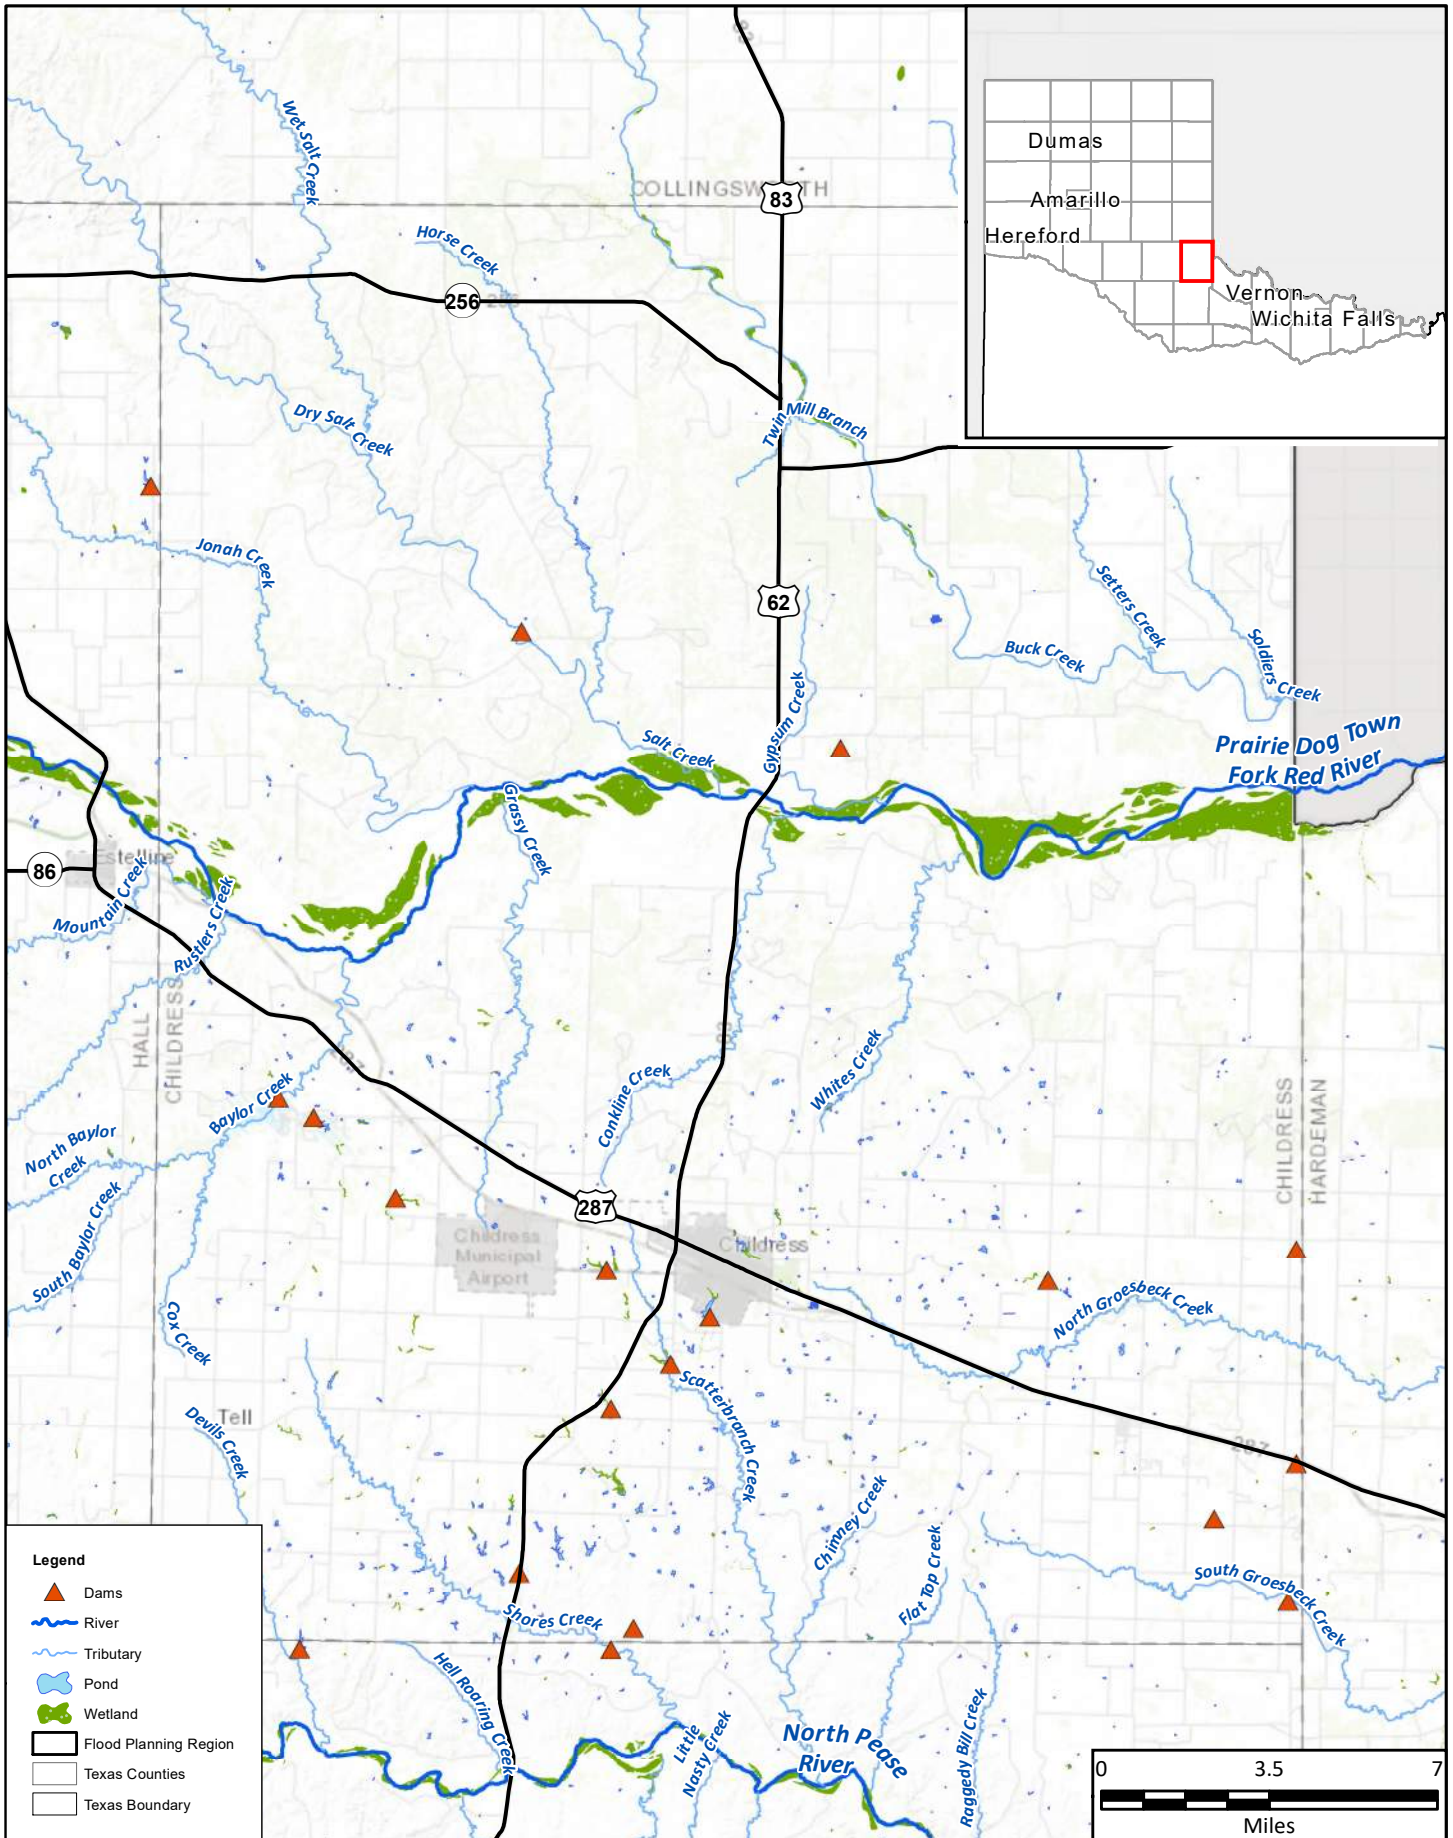 83
COLLINGSWORTH
83
Wet Salt Creek
Horse Creek
256
256
Dumas
Amarillo
Hereford
Vernon
Wichita Falls
Dry Salt Creek
Twin Mill Branch
Jonah Creek
62
Setters Creek
Soldiers Creek
Buck Creek
Gypsum Creek
Salt Creek
Prairie Dog Town
Fork Red River
Grassy Creek
86
Estelline
Mountain Creek
Rustlers Creek
HALL
CHILDRESS
83
287
Whites Creek
Conkline Creek
Baylor Creek
North Baylor
Creek
South Baylor Creek
CHILDRESS
HARDEMAN
287
Childress
Municipal
Airport
Childress
North Groesbeck Creek
Cox Creek
Scatterbranch Creek
Tell
Devils Creek
287
Chimney Creek
Flat Top Creek
South Groesbeck Creek
Shores Creek
Hell Roaring Creek
Little
Nasty Creek
North Pease
River
Raggedy Bill Creek
Legend
Dams
River
Tributary
Pond
Wetland
Flood Planning Region
Texas Counties
Texas Boundary
0 3.5 7
Miles